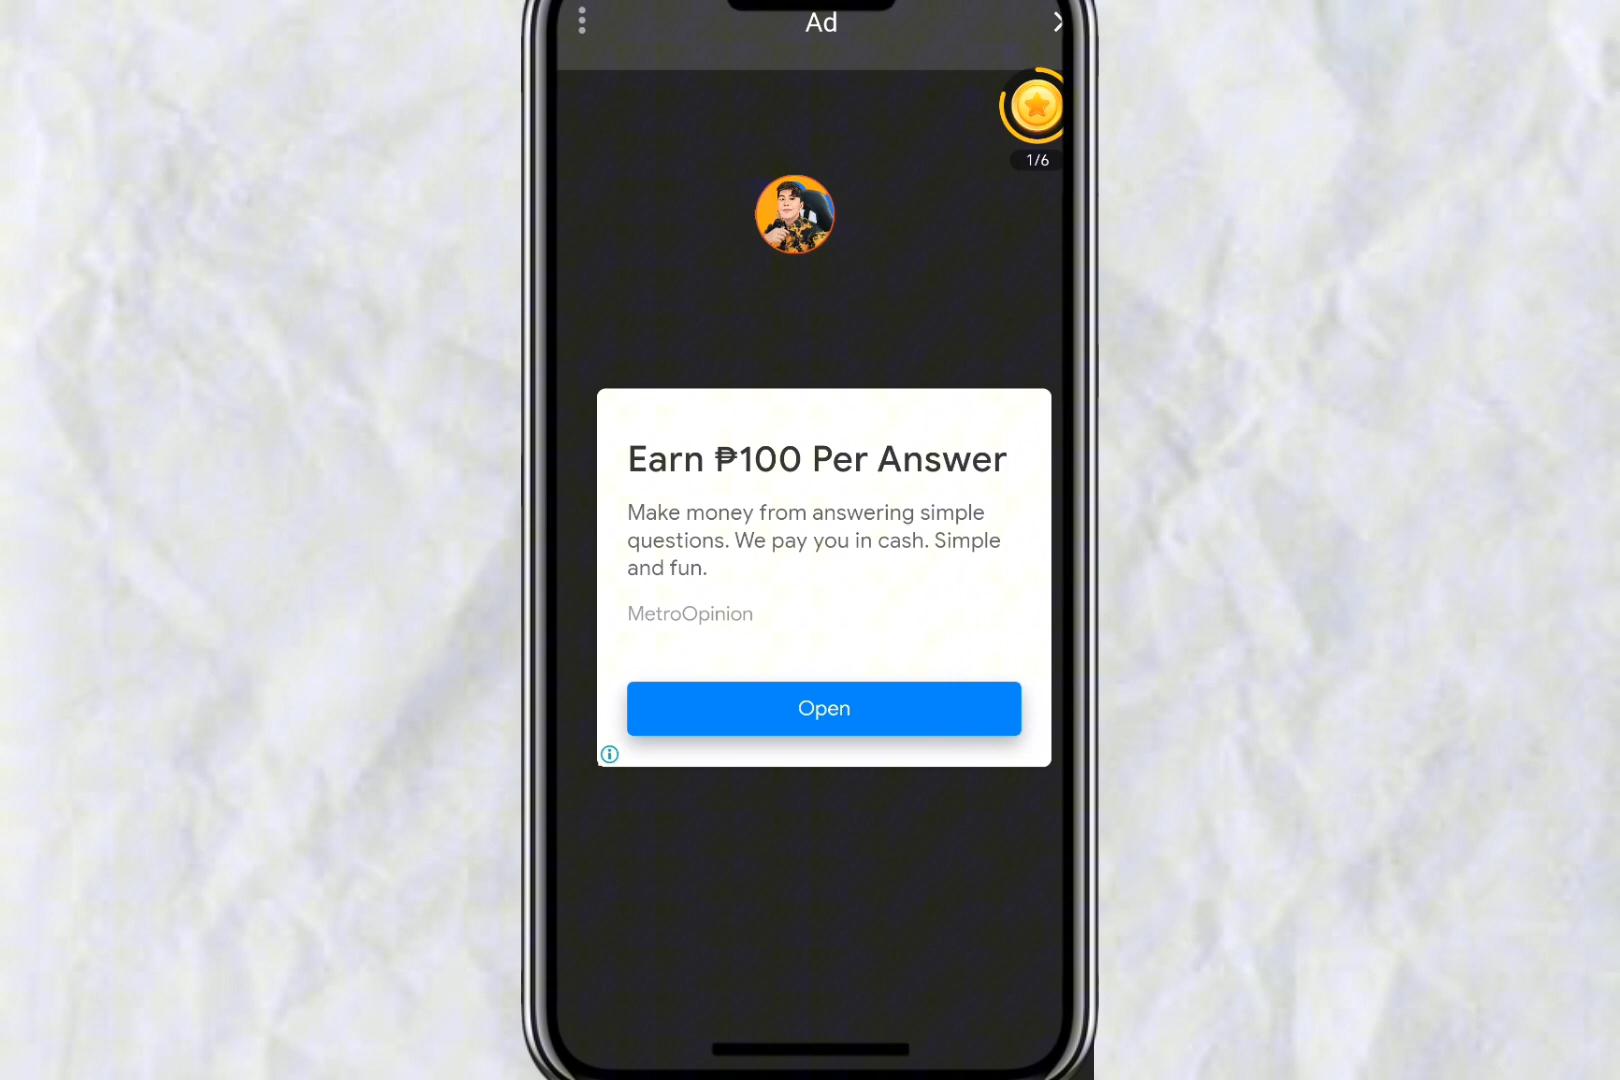 Ad
1/6
Earn ₱100 Per Answer
Make money from answering simple
questions. We pay you in cash. Simple
and fun.
MetroOpinion
Open